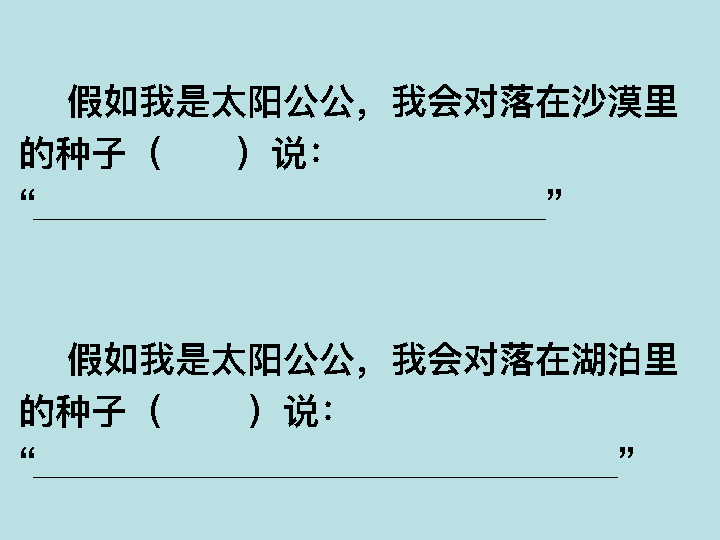 假如我是太阳公公，我会对落在沙漠里
的种子（　　）说：
“＿＿＿＿＿＿＿＿＿＿＿＿＿＿”
假如我是太阳公公，我会对落在湖泊里
的种子（　　）说：
“＿＿＿＿＿＿＿＿＿＿＿＿＿＿＿＿”